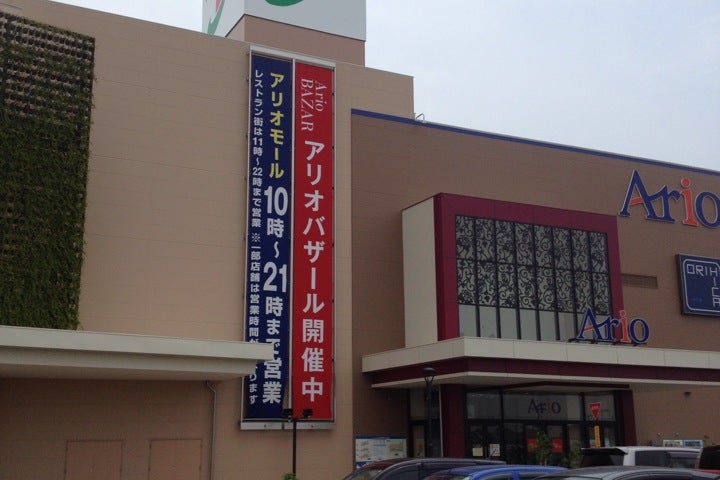 Ario
BAZAR アリオバザール開催中
アリオモール 10時～21時まで営業
レストラン街は11時～22時まで営業 ※一部店舗は営業時間が
ります
Ario
ORIH
Ario
Ario